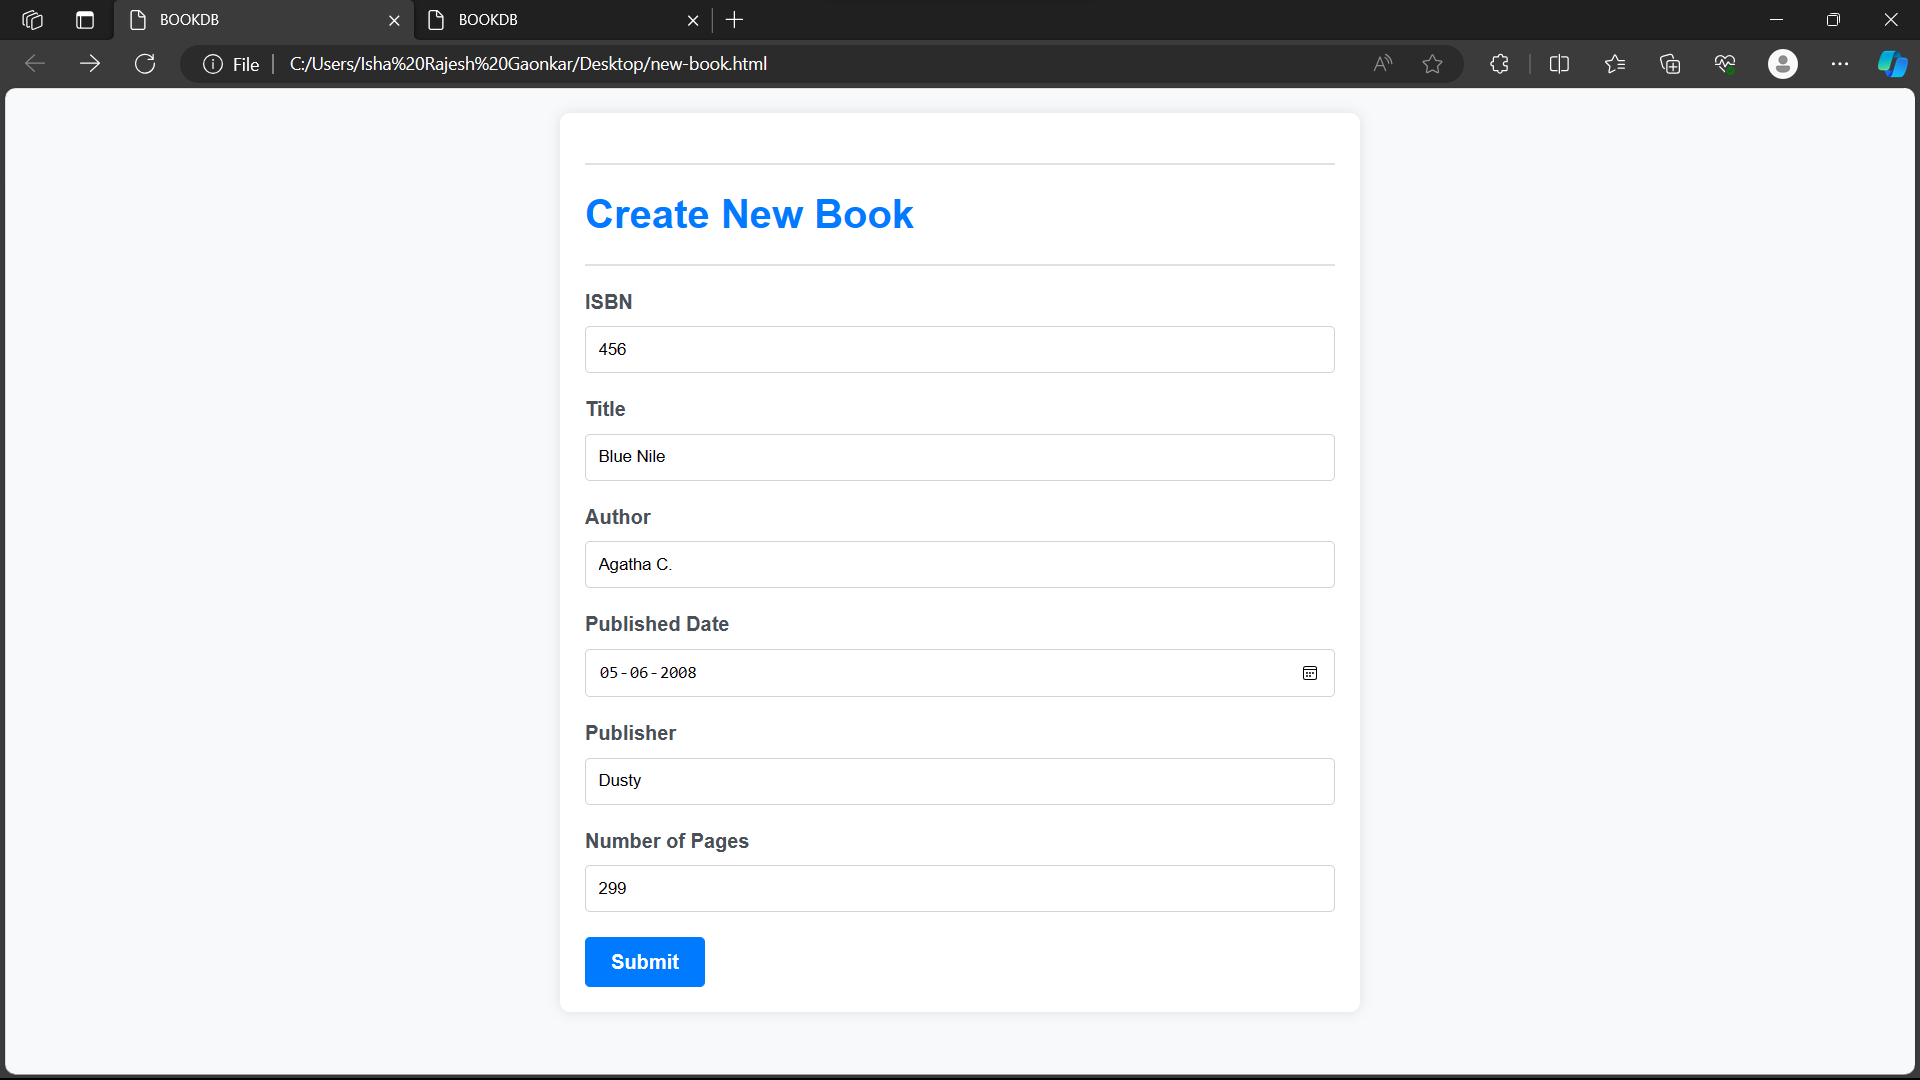 BOOKDB
BOOKDB
File
C:/Users/Isha%20Rajesh%20Gaonkar/Desktop/new-book.html
Create New Book
ISBN
456
Title
Blue Nile
Author
Agatha C.
Published Date
05-06-2008
Publisher
Dusty
Number of Pages
299
Submit